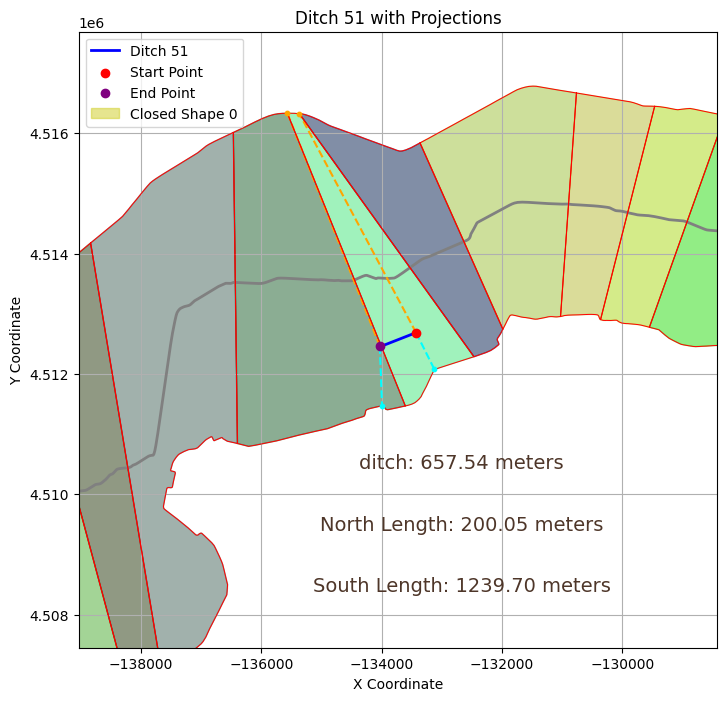 Ditch 51 with Projections
1e6
Ditch 51
Start Point
End Point
Closed Shape 0
4.516
4.514
4.512
4.510
4.508
Y Coordinate
ditch: 657.54 meters
North Length: 200.05 meters
South Length: 1239.70 meters
−138000 −136000 −134000 −132000 −130000
X Coordinate